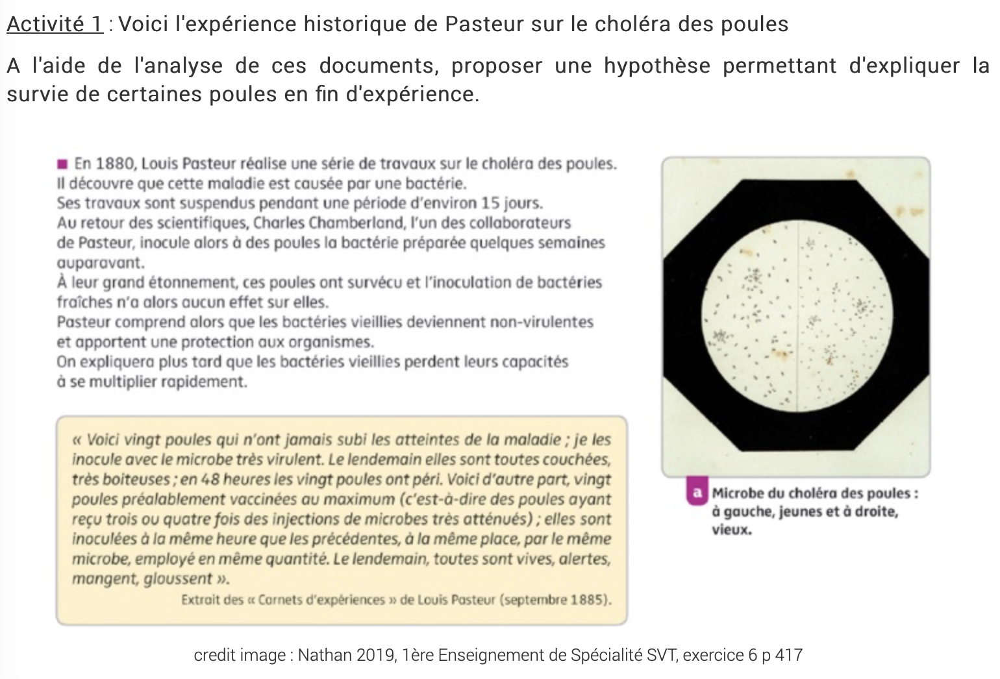 Activité 1 : Voici l'expérience historique de Pasteur sur le choléra des poules
A l'aide de l'analyse de ces documents, proposer une hypothèse permettant d'expliquer la
survie de certaines poules en fin d'expérience.
En 1880, Louis Pasteur réalise une série de travaux sur le choléra des poules.
Il découvre que cette maladie est causée par une bactérie.
Ses travaux sont suspendus pendant une période d'environ 15 jours.
Au retour des scientifiques, Charles Chamberland, l'un des collaborateurs
de Pasteur, inocule alors à des poules la bactérie préparée quelques semaines
auparavant.
À leur grand étonnement, ces poules ont survécu et l'inoculation de bactéries
fraîches n'a alors aucun effet sur elles.
Pasteur comprend alors que les bactéries vieillies deviennent non-virulentes
et apportent une protection aux organismes.
On expliquera plus tard que les bactéries vieillies perdent leurs capacités
à se multiplier rapidement.
« Voici vingt poules qui n'ont jamais subi les atteintes de la maladie ; je les
inocule avec le microbe très virulent. Le lendemain elles sont toutes couchées,
très boiteuses ; en 48 heures les vingt poules ont péri. Voici d'autre part, vingt
poules préalablement vaccinées au maximum (c'est-à-dire des poules ayant
reçu trois ou quatre fois des injections de microbes très atténués) ; elles sont
inoculées à la même heure que les précédentes, à la même place, par le même
microbe, employé en même quantité. Le lendemain, toutes sont vives, alertes,
mangent, gloussent ».
Extrait des « Carnets d'expériences » de Louis Pasteur (septembre 1885).
a Microbe du choléra des poules :
à gauche, jeunes et à droite,
vieux.
credit image : Nathan 2019, 1ère Enseignement de Spécialité SVT, exercice 6 p 417